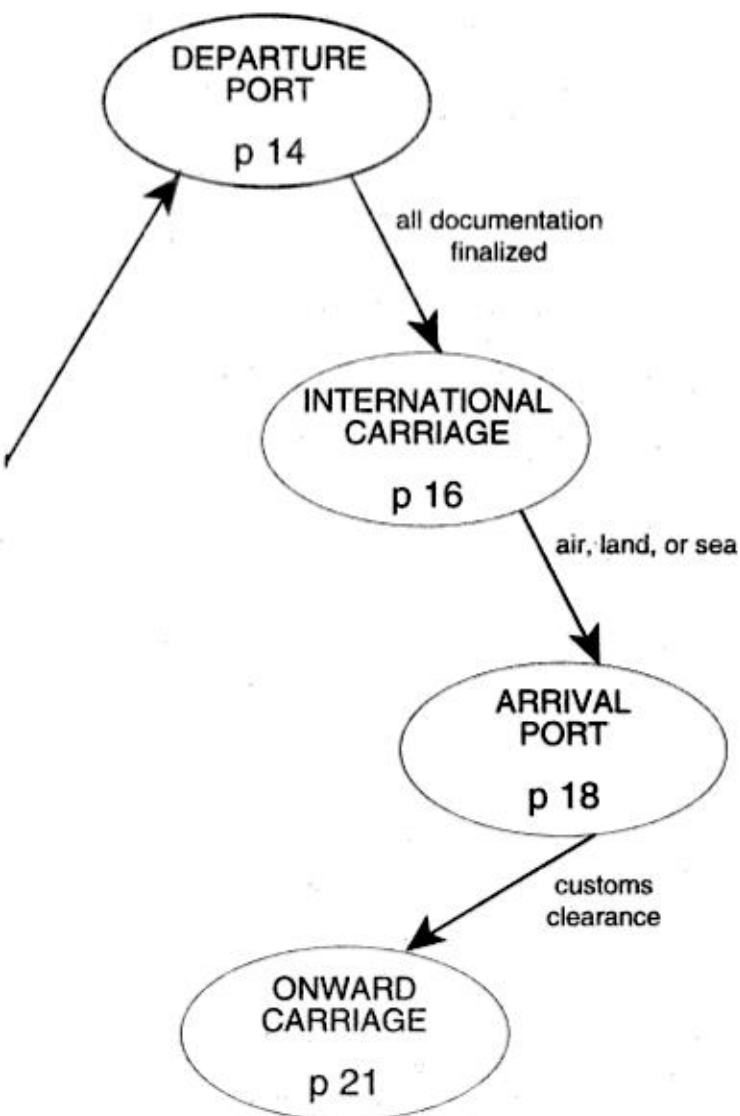 DEPARTURE
PORT
p 14
all documentation
finalized
INTERNATIONAL
CARRIAGE
p 16
air, land, or sea
ARRIVAL
PORT
p 18
customs
clearance
ONWARD
CARRIAGE
p 21